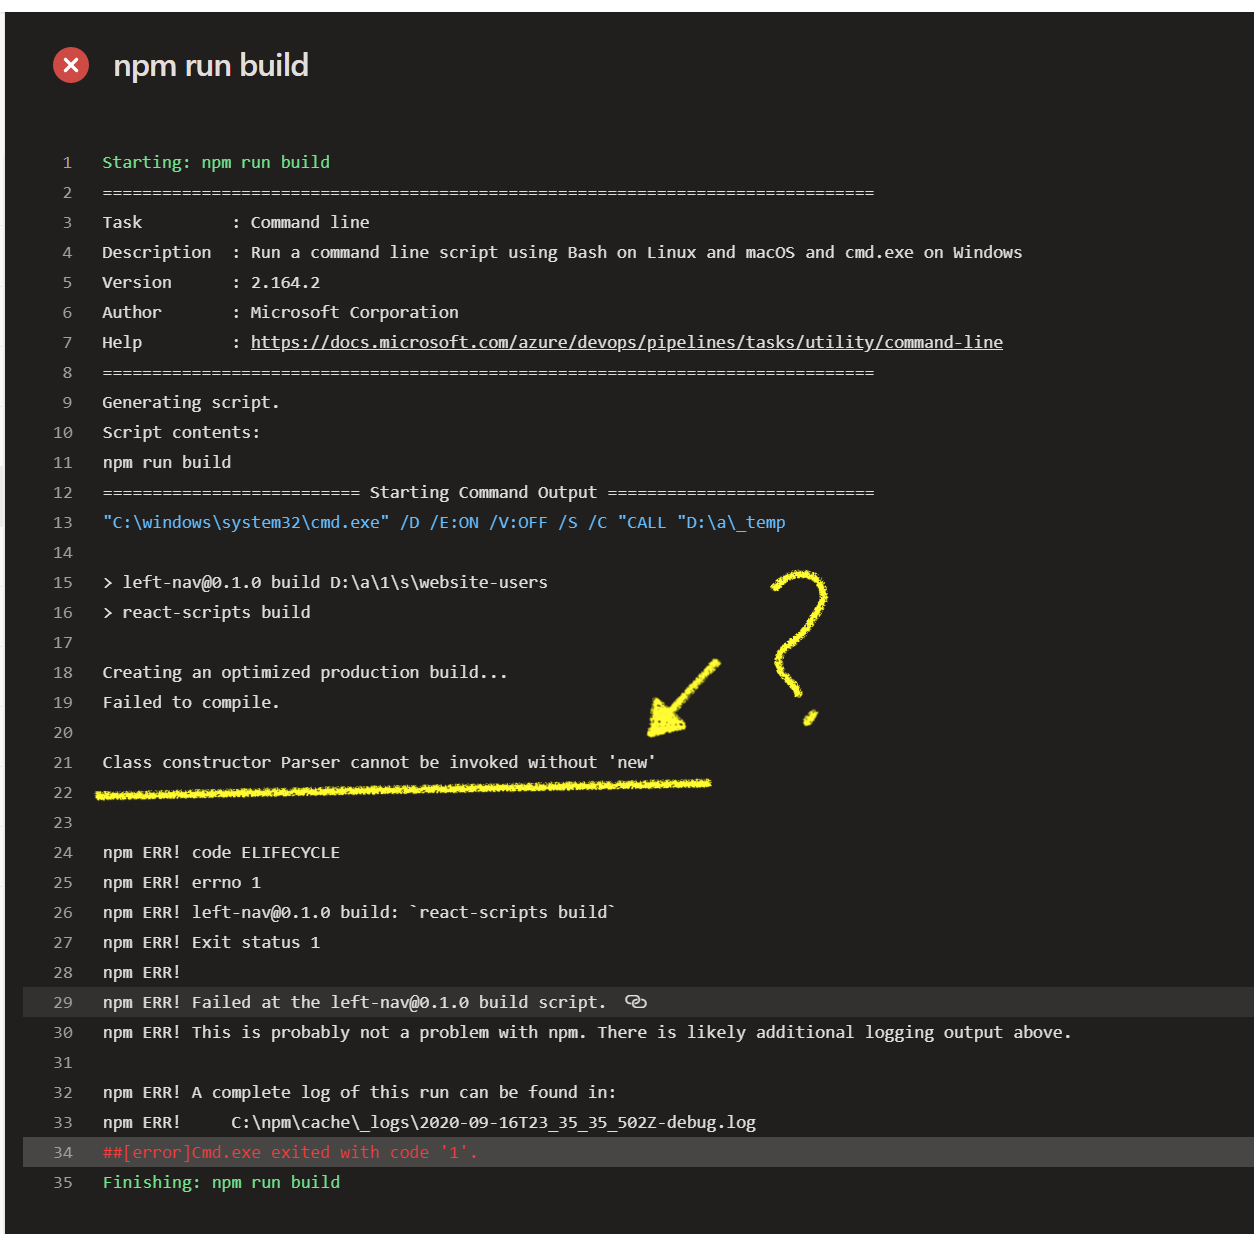 npm run build
1 Starting: npm run build
2 ==============================================================================
3 Task : Command line
4 Description : Run a command line script using Bash on Linux and macOS and cmd.exe on Windows
5 Version : 2.164.2
6 Author : Microsoft Corporation
7 Help : https://docs.microsoft.com/azure/devops/pipelines/tasks/utility/command-line
8 ==============================================================================
9 Generating script.
10 Script contents:
11 npm run build
12 ========================== Starting Command Output ===========================
13 "C:\windows\system32\cmd.exe" /D /E:ON /V:OFF /S /C "CALL "D:\a\_temp
14
15 > left-nav@0.1.0 build D:\a\1\s\website-users
16 > react-scripts build
17
18 Creating an optimized production build...
19 Failed to compile.
20
21 Class constructor Parser cannot be invoked without 'new'
22
23
24 npm ERR! code ELIFECYCLE
25 npm ERR! errno 1
26 npm ERR! left-nav@0.1.0 build: `react-scripts build`
27 npm ERR! Exit status 1
28 npm ERR!
29 npm ERR! Failed at the left-nav@0.1.0 build script.
30 npm ERR! This is probably not a problem with npm. There is likely additional logging output above.
31
32 npm ERR! A complete log of this run can be found in:
33 npm ERR!     C:\npm\cache\_logs\2020-09-16T23_35_35_502Z-debug.log
34 ##[error]Cmd.exe exited with code '1'.
35 Finishing: npm run build
?